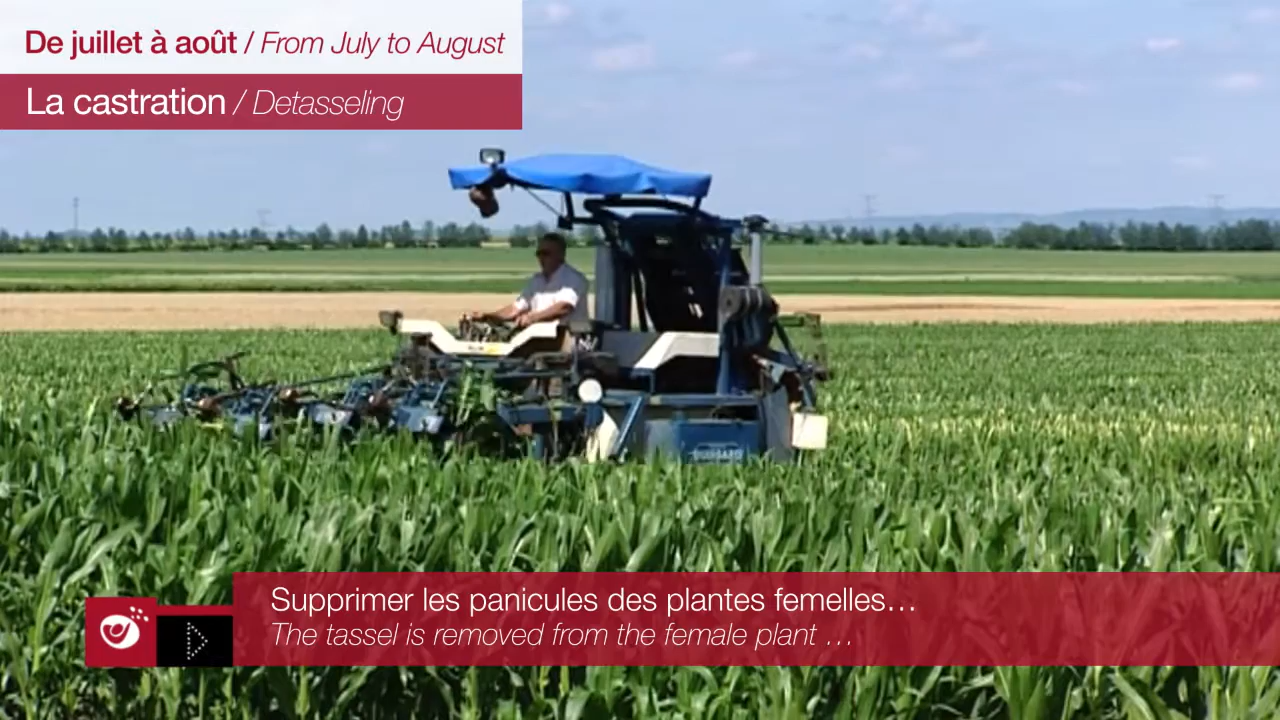 De juillet à août / From July to August
La castration / Detasseling
Supprimer les panicules des plantes femelles…
The tassel is removed from the female plant …